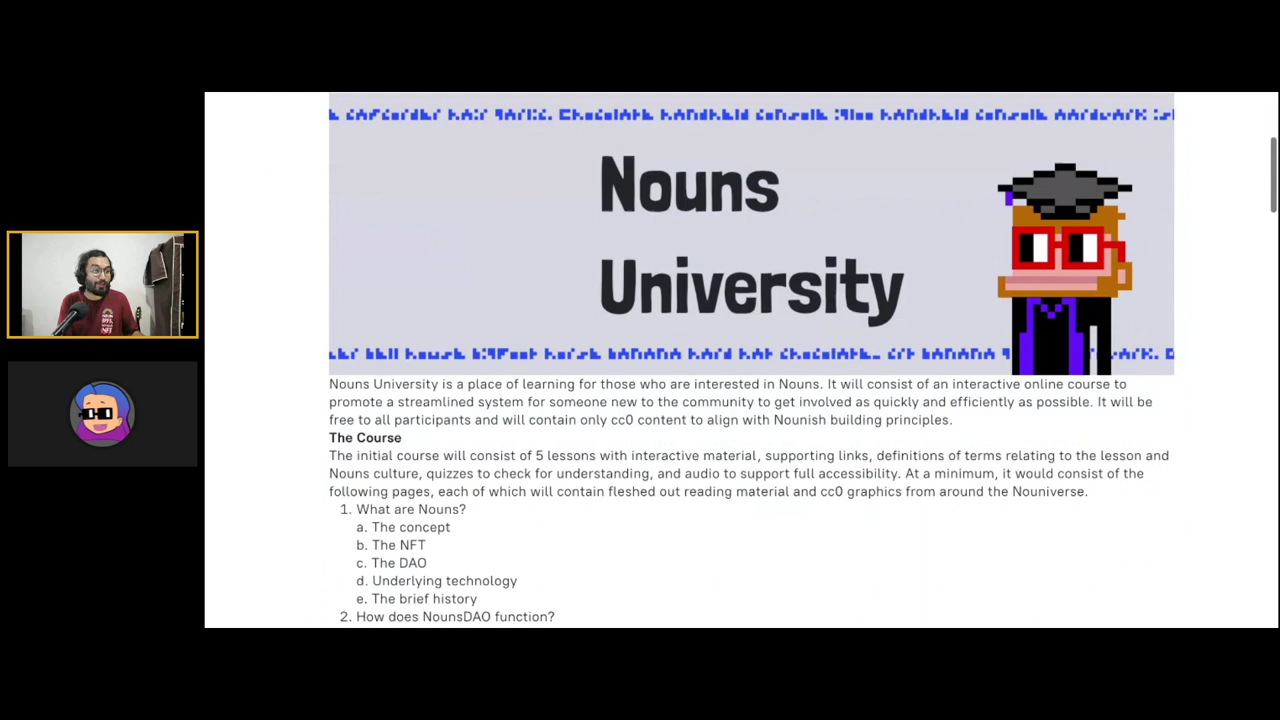 Nouns
University
Nouns University is a place of learning for those who are interested in Nouns. It will consist of an interactive online course to
promote a streamlined system for someone new to the community to get involved as quickly and efficiently as possible. It will be
free to all participants and will contain only cc0 content to align with Nounish building principles.
The Course
The initial course will consist of 5 lessons with interactive material, supporting links, definitions of terms relating to the lesson and
Nouns culture, quizzes to check for understanding, and audio to support full accessibility. At a minimum, it would consist of the
following pages, each of which will contain fleshed out reading material and cc0 graphics from around the Nouniverse.
1. What are Nouns?
a. The concept
b. The NFT
c. The DAO
d. Underlying technology
e. The brief history
2. How does NounsDAO function?